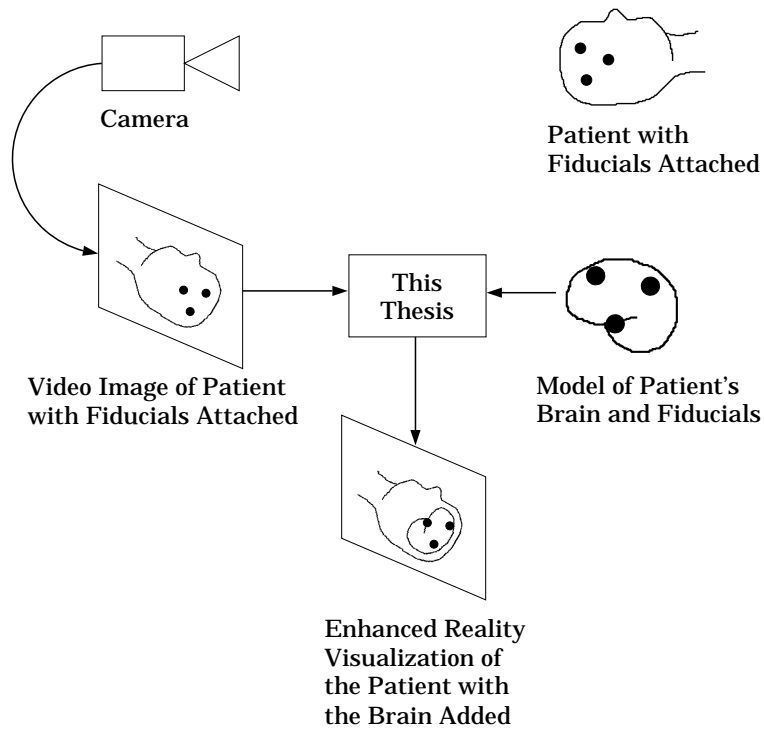 Camera
Patient with
Fiducials Attached
This
Thesis
Video Image of Patient
with Fiducials Attached
Model of Patient's
Brain and Fiducials
Enhanced Reality
Visualization of
the Patient with
the Brain Added